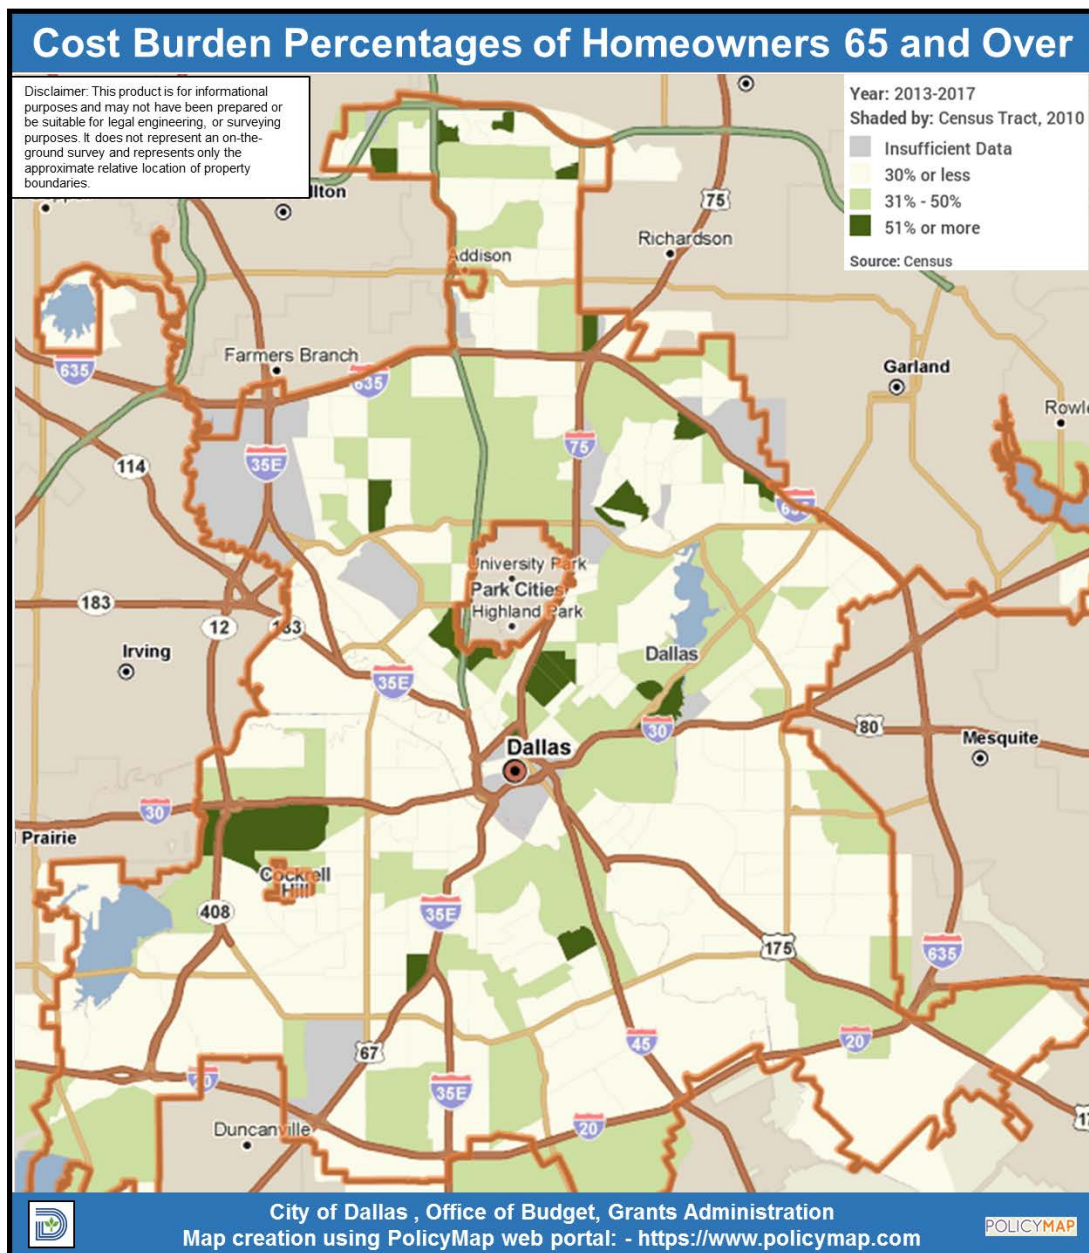 Cost Burden Percentages of Homeowners 65 and Over
Disclaimer: This product is for informational
purposes and may not have been prepared or
be suitable for legal engineering, or surveying
purposes. It does not represent an on-the-
ground survey and represents only the
approximate relative location of property
boundaries.
Year: 2013-2017
Shaded by: Census Tract, 2010
Insufficient Data
30% or less
31% - 50%
51% or more
Source: Census
llton
75
Richardson
Addison
Farmers Branch
635
635
Garland
Rowle
114
35E
75
635
University Park
Park Cities
Highland Park
183
12
183
Irving
35E
Dallas
30
80
Mesquite
Dallas
30
l Prairie
Cockrell
Hill
408
35E
175
635
67
45
20
20
35E
20
Duncanville
17
City of Dallas , Office of Budget, Grants Administration
Map creation using PolicyMap web portal: - https://www.policymap.com
POLICYMAP